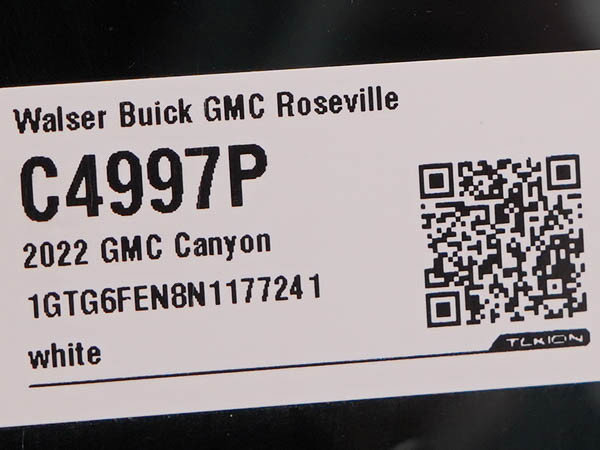 Walser Buick GMC Roseville
C4997P
2022 GMC Canyon
1GTG6FEN8N1177241
white
TEKION